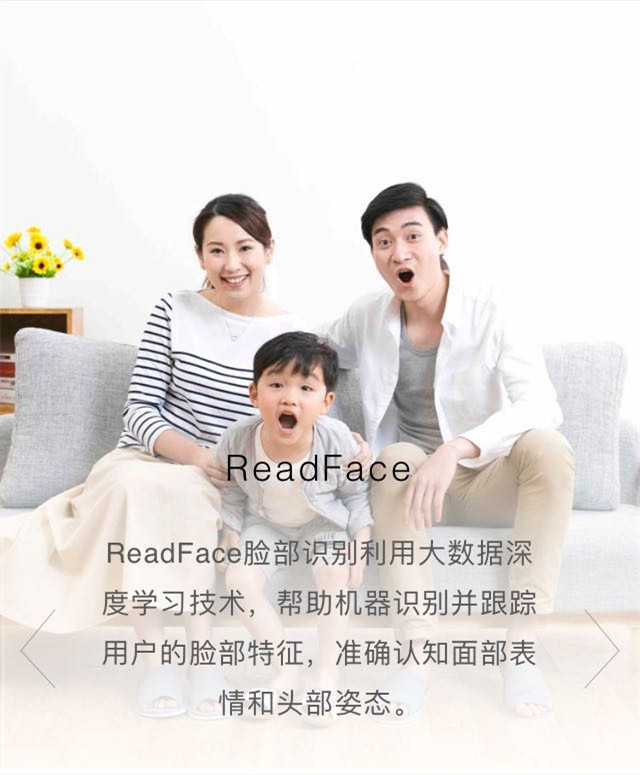 ReadFace
ReadFace脸部识别利用大数据深
度学习技术，帮助机器识别并跟踪
用户的脸部特征，准确认知面部表
情和头部姿态。